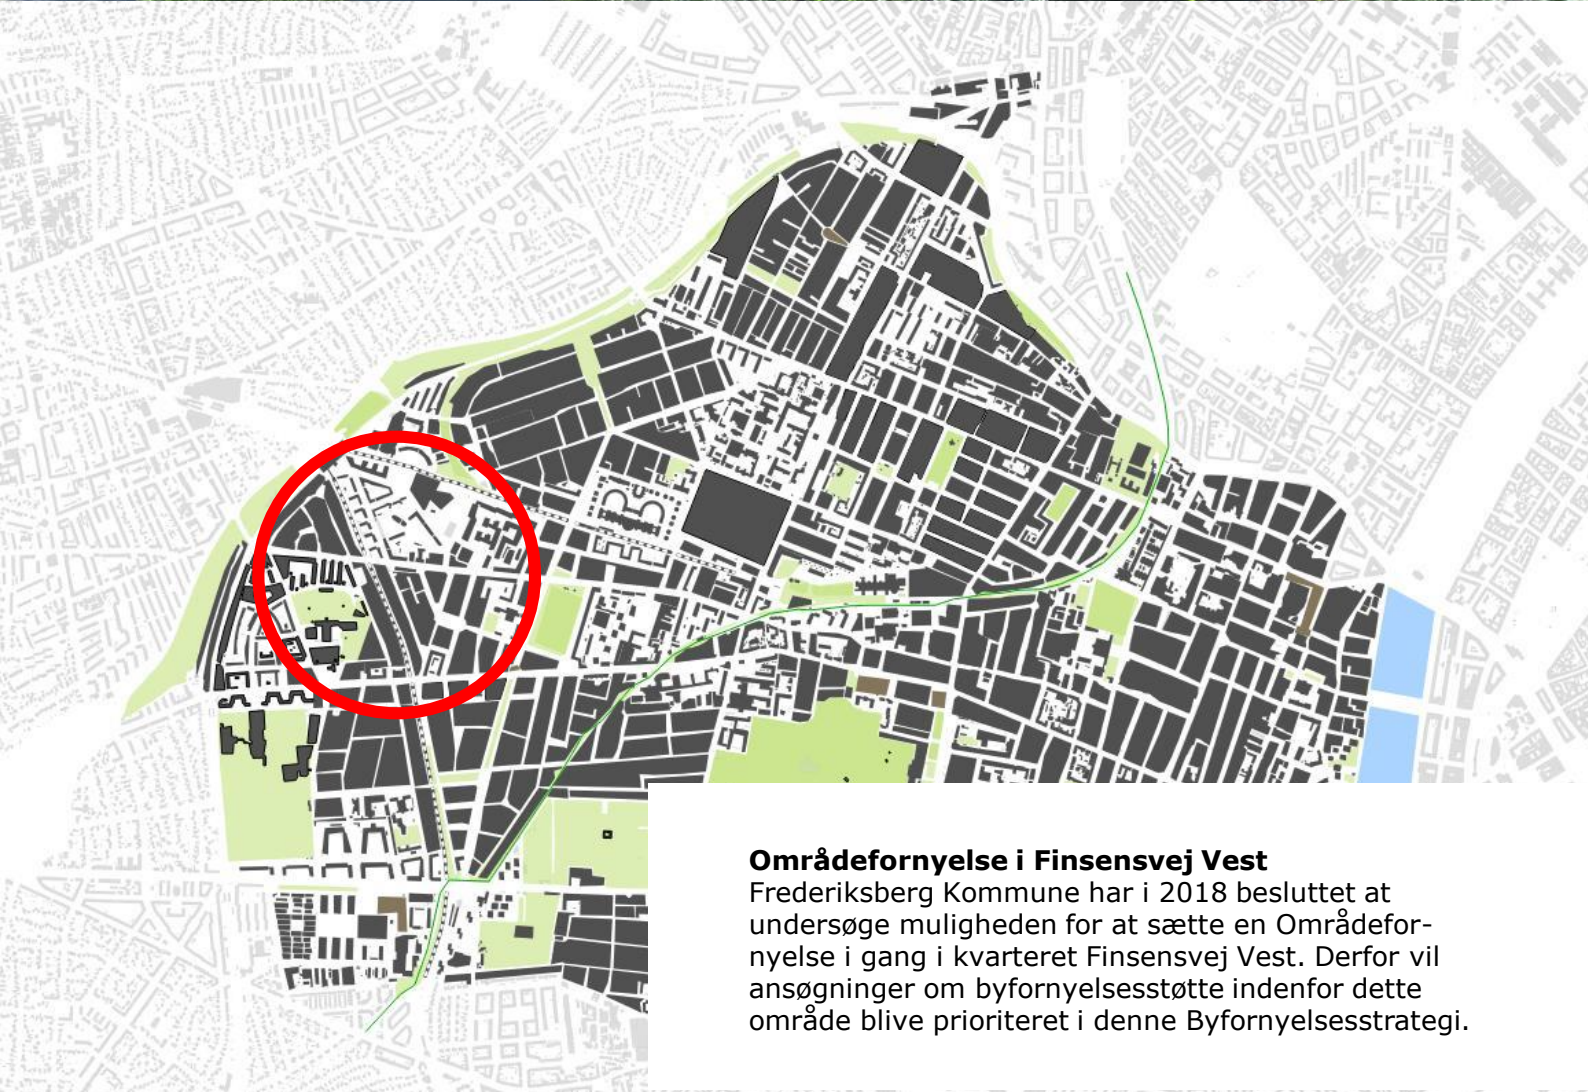 Områdefornyelse i Finsensvej Vest
Frederiksberg Kommune har i 2018 besluttet at
undersøge muligheden for at sætte en Områdefor-
nyelse i gang i kvarteret Finsensvej Vest. Derfor vil
ansøgninger om byfornyelsesstøtte indenfor dette
område blive prioriteret i denne Byfornyelsesstrategi.